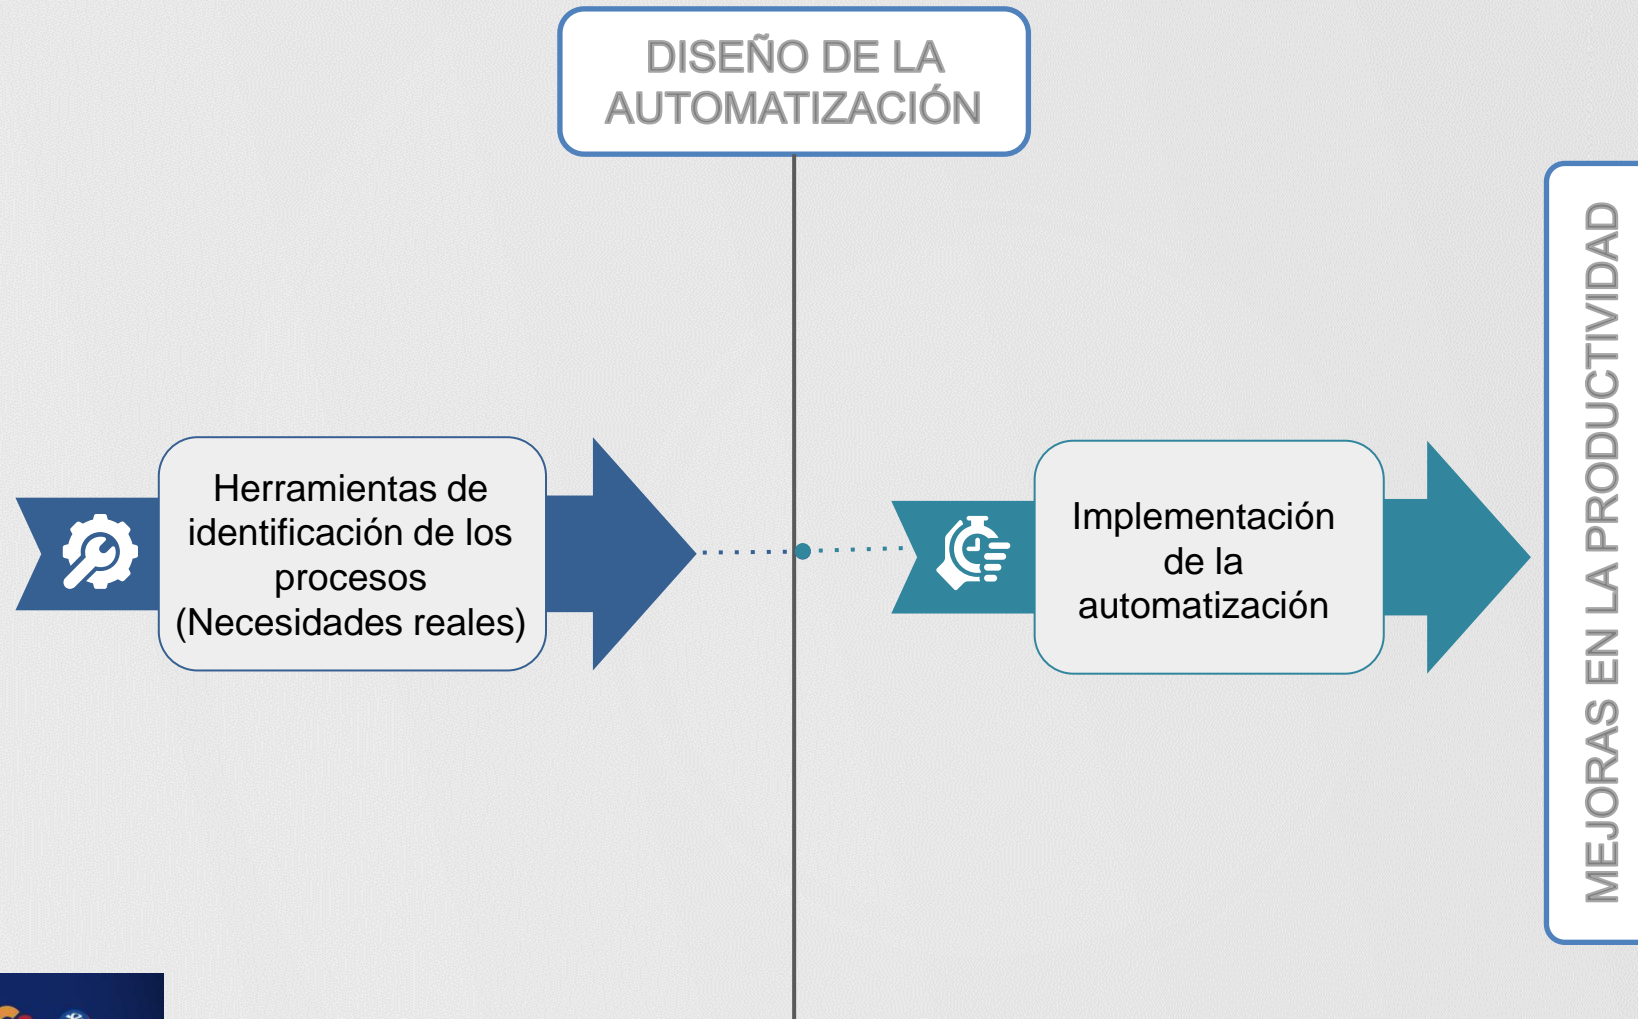 DISEÑO DE LA
AUTOMATIZACIÓN
Herramientas de
identificación de los
procesos
(Necesidades reales)
Implementación
de la
automatización
MEJORAS EN LA PRODUCTIVIDAD